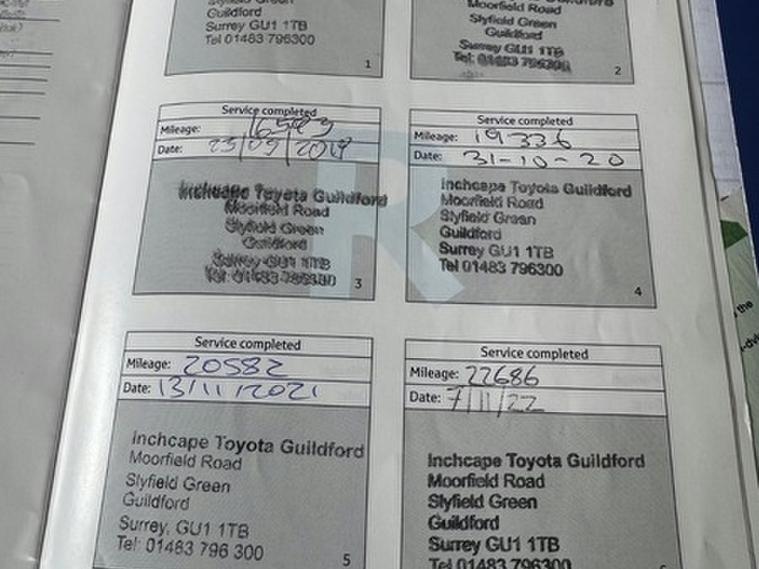 Guildford
Surrey GU1 1TB
Tel 01483 796300
1
Moorfield Road
Slyfield Green
Guildford
Surrey GU1 1TB
Tel: 01483 796300
2
Service completed
Mileage: 16593
Date: 25/09/2019
Inchcape Toyota Guildford
Moorfield Road
Slyfield Green
Guildford
Surrey GU1 1TB
3
Service completed
Mileage: 19336
Date: 31-10-20
Inchcape Toyota Guildford
Moorfield Road
Slyfield Green
Guildford
Surrey GU1 1TB
Tel 01483 796300
4
Service completed
Mileage: 20582
Date: 13/11/2021
Inchcape Toyota Guildford
Moorfield Road
Slyfield Green
Guildford
Surrey, GU1 1TB
Tel: 01483 796 300
5
Service completed
Mileage: 22686
Date: 7/11/22
Inchcape Toyota Guildford
Moorfield Road
Slyfield Green
Guildford
Surrey GU1 1TB
Tel 01483 796300
the
R